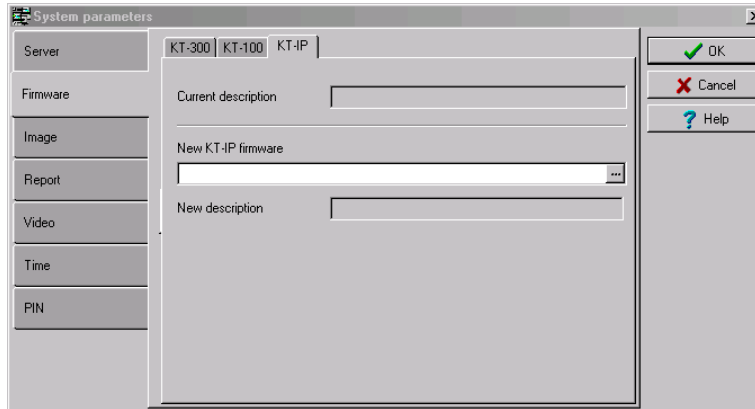 System parameters
Server
Firmware
Image
Report
Video
Time
PIN
KT-300 KT-100 KT-IP
Current description
New KT-IP firmware
...
New description
OK
Cancel
? Help